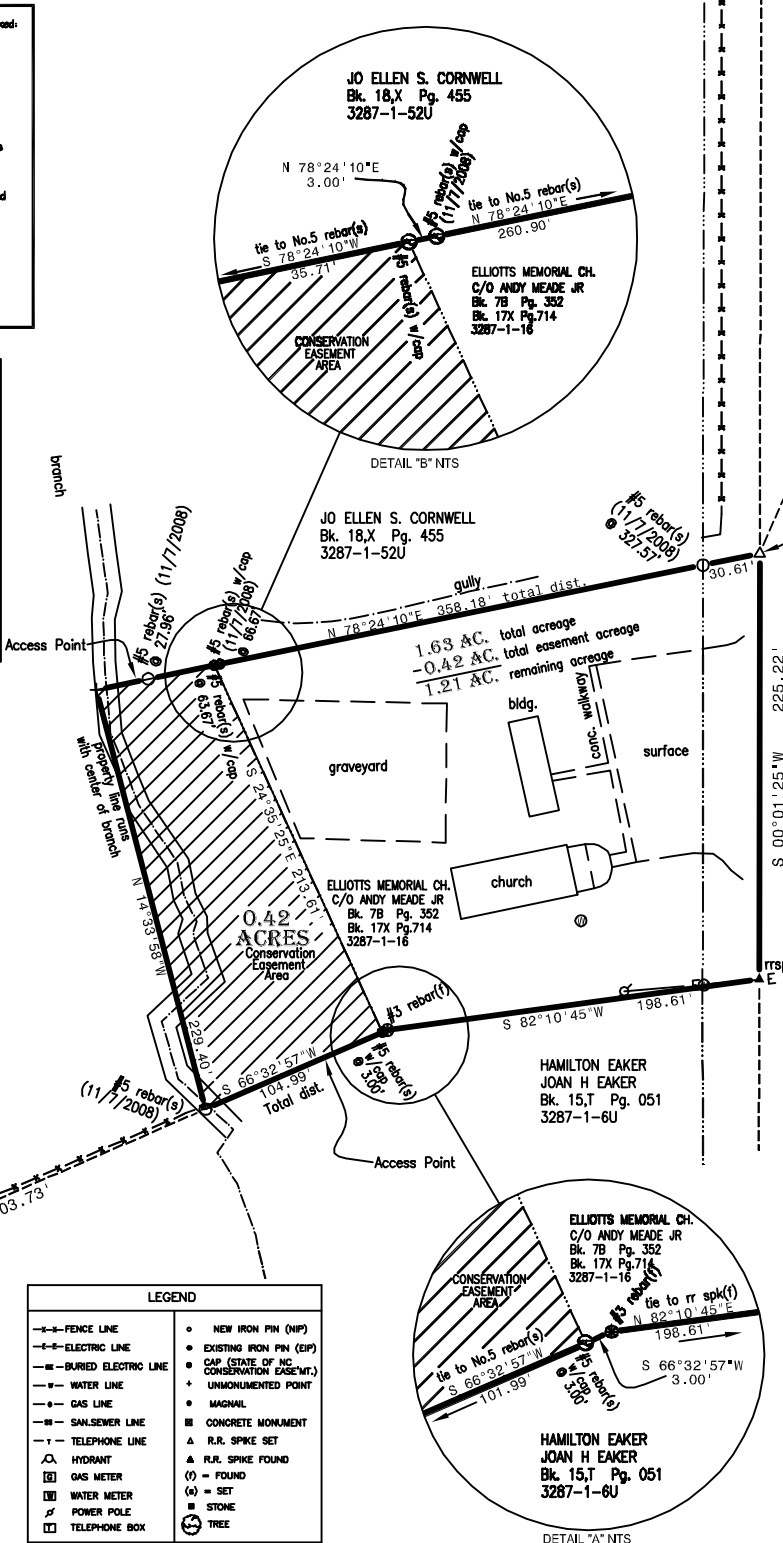 JO ELLEN S. CORNWELL
Bk. 18,X Pg. 455
3287-1-52U
N 78°24'10"E
3.00'
#5 rebar(s) w/cap
(11/7/2008)
tie to No.5 rebar(s)
S 78°24'10"W
35.71'
tie to No.5 rebar(s)
N 78°24'10"E
260.90'
#5 rebar(s) w/cap
ELLIOTTS MEMORIAL CH.
C/O ANDY MEADE JR
Bk. 7B Pg. 352
Bk. 17X Pg.714
3287-1-16
CONSERVATION
EASEMENT
AREA
DETAIL "B" NTS
branch
JO ELLEN S. CORNWELL
Bk. 18,X Pg. 455
3287-1-52U
#5 rebar(s) (11/7/2008)
@ 27.96'
#5 rebar(s) w/cap
(11/7/2008)
@ 66.67'
#5 rebar(s)
(11/7/2008)
@ 327.57'
30.61'
gully
N 78°24'10"E 358.18' total dist.
Access Point
#5 rebar(s) w/cap
@ 63.67'
1.63 AC. total acreage
-0.42 AC. total easement acreage
1.21 AC. remaining acreage
bldg.
conc. walkway
surface
graveyard
S 00°01'25"W 225.22'
property line runs
with center of branch
S 24°35'25"E 213.61'
N 14°33'58"W
229.40'
ELLIOTTS MEMORIAL CH.
C/O ANDY MEADE JR
Bk. 7B Pg. 352
Bk. 17X Pg.714
3287-1-16
church
0.42
ACRES
Conservation
Easement
Area
#3 rebar(f)
rrsp
E
S 82°10'45"W
198.61'
#5 rebar(s)
w/cap
@ 3.00'
S 66°32'57"W
104.99'
Total dist.
#5 rebar(s)
(11/7/2008)
HAMILTON EAKER
JOAN H EAKER
Bk. 15,T Pg. 051
3287-1-6U
Access Point
03.73'
ELLIOTTS MEMORIAL CH.
C/O ANDY MEADE JR
Bk. 7B Pg. 352
Bk. 17X Pg.714
3287-1-16
#3 rebar(f)
CONSERVATION
EASEMENT
AREA
tie to rr spk(f)
N 82°10'45"E
198.61'
tie to No.5 rebar(s)
S 66°32'57"W
101.99'
#5 rebar(s)
w/cap
@ 3.00'
S 66°32'57"W
3.00'
HAMILTON EAKER
JOAN H EAKER
Bk. 15,T Pg. 051
3287-1-6U
DETAIL "A" NTS
LEGEND
FENCE LINE
ELECTRIC LINE
BURIED ELECTRIC LINE
WATER LINE
GAS LINE
SAN.SEWER LINE
TELEPHONE LINE
HYDRANT
G GAS METER
W WATER METER
POWER POLE
T TELEPHONE BOX
NEW IRON PIN (NIP)
EXISTING IRON PIN (EIP)
CAP (STATE OF NC
CONSERVATION EASE'MT.)
UNMONUMENTED POINT
MAGNAIL
CONCRETE MONUMENT
R.R. SPIKE SET
R.R. SPIKE FOUND
(f) = FOUND
(s) = SET
STONE
TREE